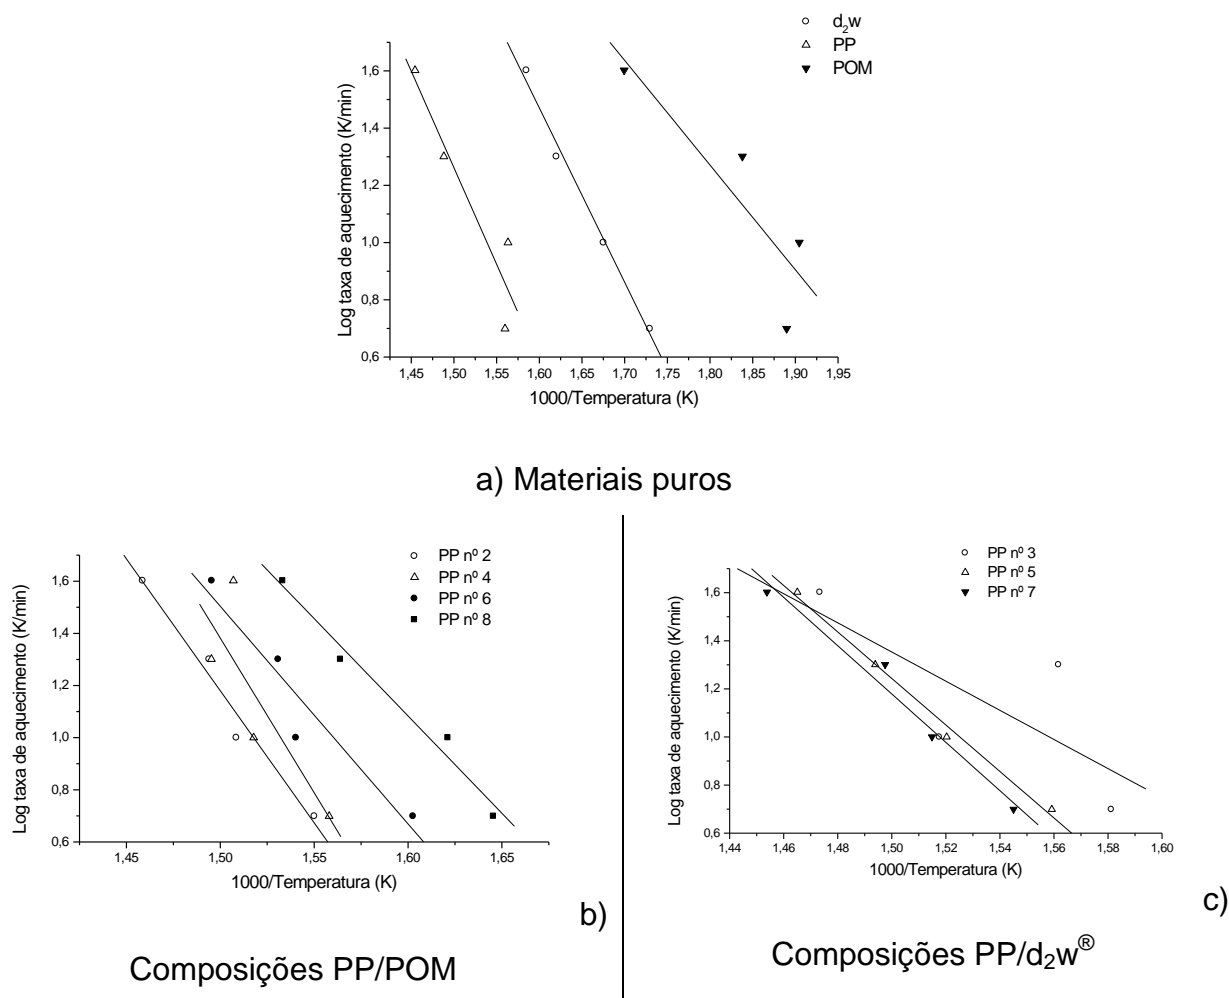 d₂w
PP
POM
1,6
1,4
1,2
1,0
0,8
0,6
Log taxa de aquecimento (K/min)
1,45 1,50 1,55 1,60 1,65 1,70 1,75 1,80 1,85 1,90 1,95
1000/Temperatura (K)
a) Materiais puros
PP nº 2
PP nº 4
PP nº 6
PP nº 8
1,6
1,4
1,2
1,0
0,8
0,6
Log taxa de aquecimento (K/min)
1,45 1,50 1,55 1,60 1,65
1000/Temperatura (K)
b)
Composições PP/POM
PP nº 3
PP nº 5
PP nº 7
1,6
1,4
1,2
1,0
0,8
0,6
Log taxa de aquecimento (K/min)
1,44 1,46 1,48 1,50 1,52 1,54 1,56 1,58 1,60
1000/Temperatura (K)
c)
Composições PP/d₂w®